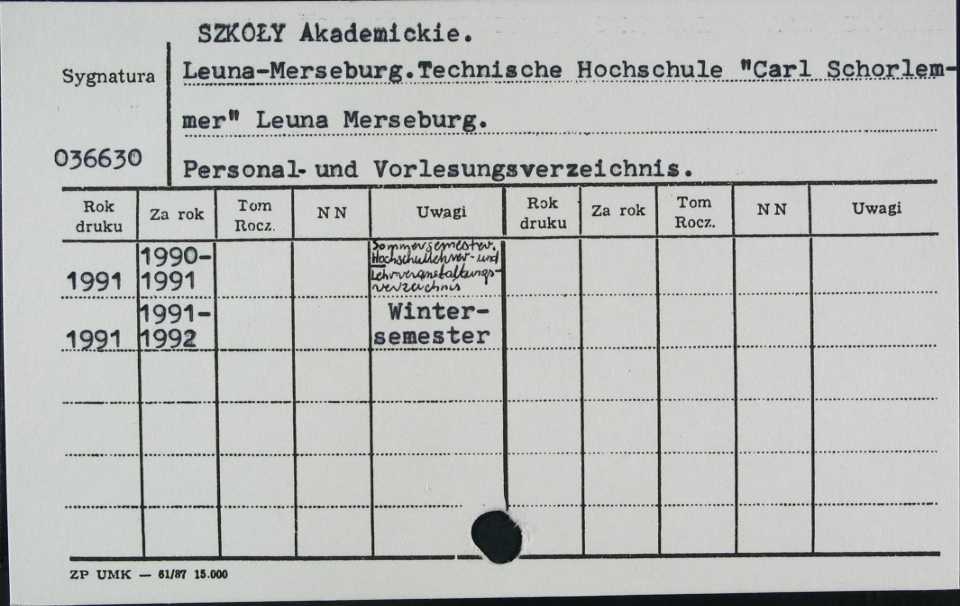 SZKOŁY Akademickie.
Sygnatura
Leuna-Merseburg.Technische Hochschule "Carl Schorlem-
mer" Leuna Merseburg.
036630
Personal- und Vorlesungsverzeichnis.
Rok druku Za rok Tom Rocz. N N Uwagi Rok druku Za rok Tom Rocz. N N Uwagi
1991 1990-1991 Sommersemester. Hochschullehrer- und Lehrveranstaltungs-verzeichnis
1991 1991-1992 Winter-semester
ZP UMK — 61/87 15.000